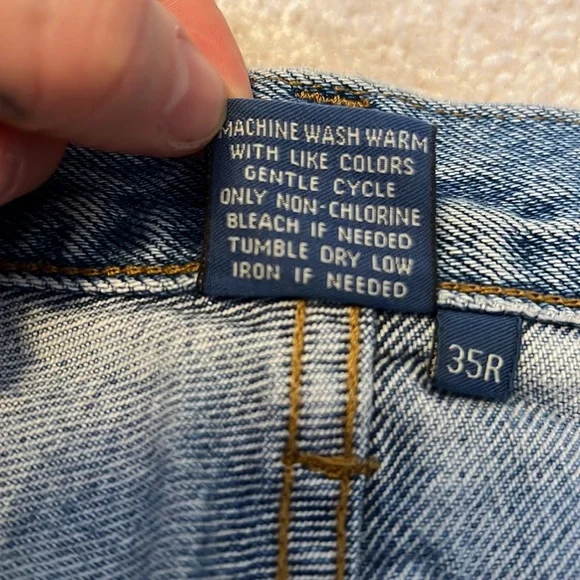 MACHINE WASH WARM
WITH LIKE COLORS
GENTLE CYCLE
ONLY NON-CHLORINE
BLEACH IF NEEDED
TUMBLE DRY LOW
IRON IF NEEDED
35R